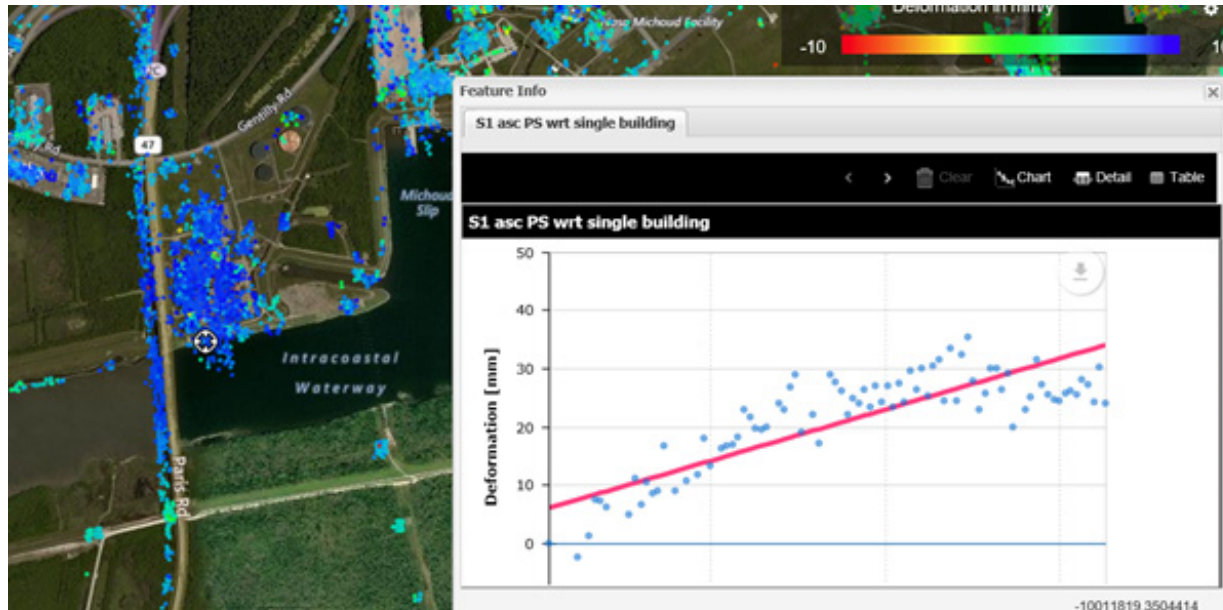 Nasa Michoud Facility
Deformation in mm/y
-10
Gentilly Rd
47
Michoud
Slip
Intracoastal
Waterway
Paris Rd
Feature Info
S1 asc PS wrt single building
Clear
Chart
Detail
Table
S1 asc PS wrt single building
50
40
30
20
10
0
Deformation [mm]
-10011819.3504414